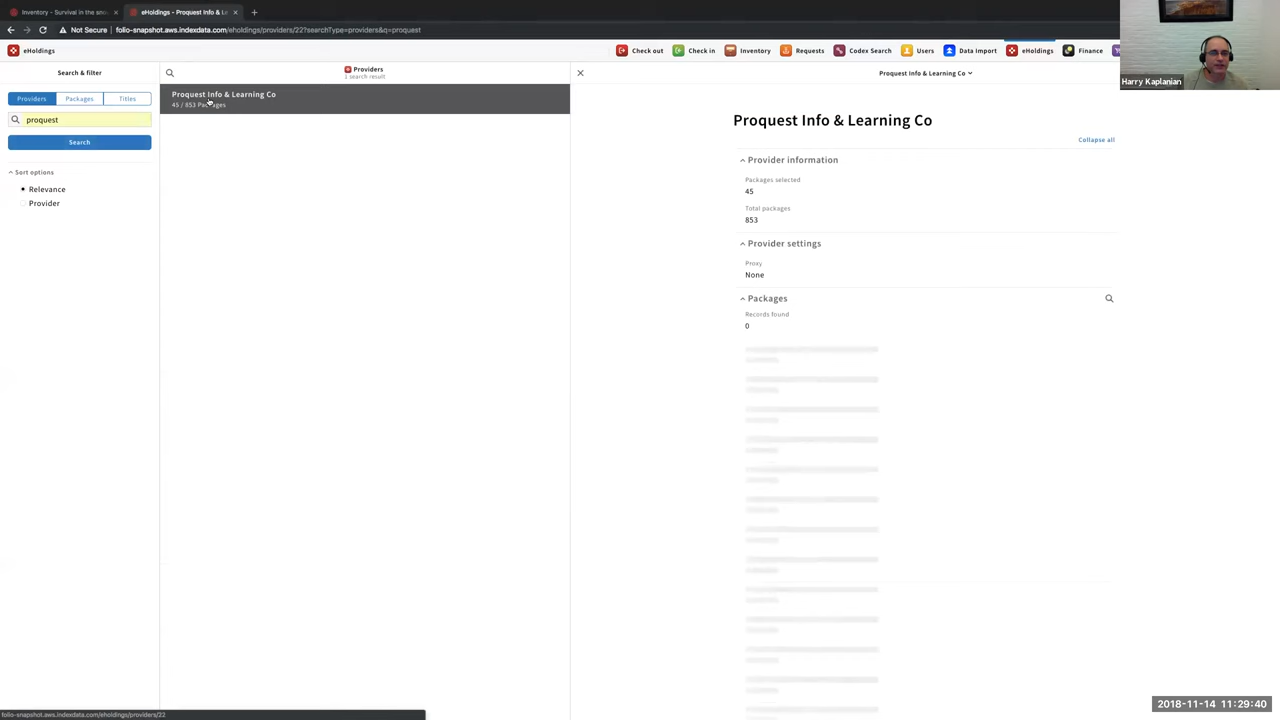 Inventory - Survival in the sno
eHoldings - Proquest Info & Le
Not Secure
folio-snapshot.aws.indexdata.com/eholdings/providers/22?searchType=providers&q=proquest
eHoldings
Check out
Check in
Inventory
Requests
Codex Search
Users
Data Import
eHoldings
Finance
Harry Kaplanian
Search & filter
Providers
1 search result
Proquest Info & Learning Co
Providers
Packages
Titles
proquest
Search
Sort options
Relevance
Provider
Proquest Info & Learning Co
45 / 853 Packages
Proquest Info & Learning Co
Collapse all
Provider information
Packages selected
45
Total packages
853
Provider settings
Proxy
None
Packages
Records found
0
folio-snapshot.aws.indexdata.com/eholdings/providers/22
2018-11-14 11:29:40